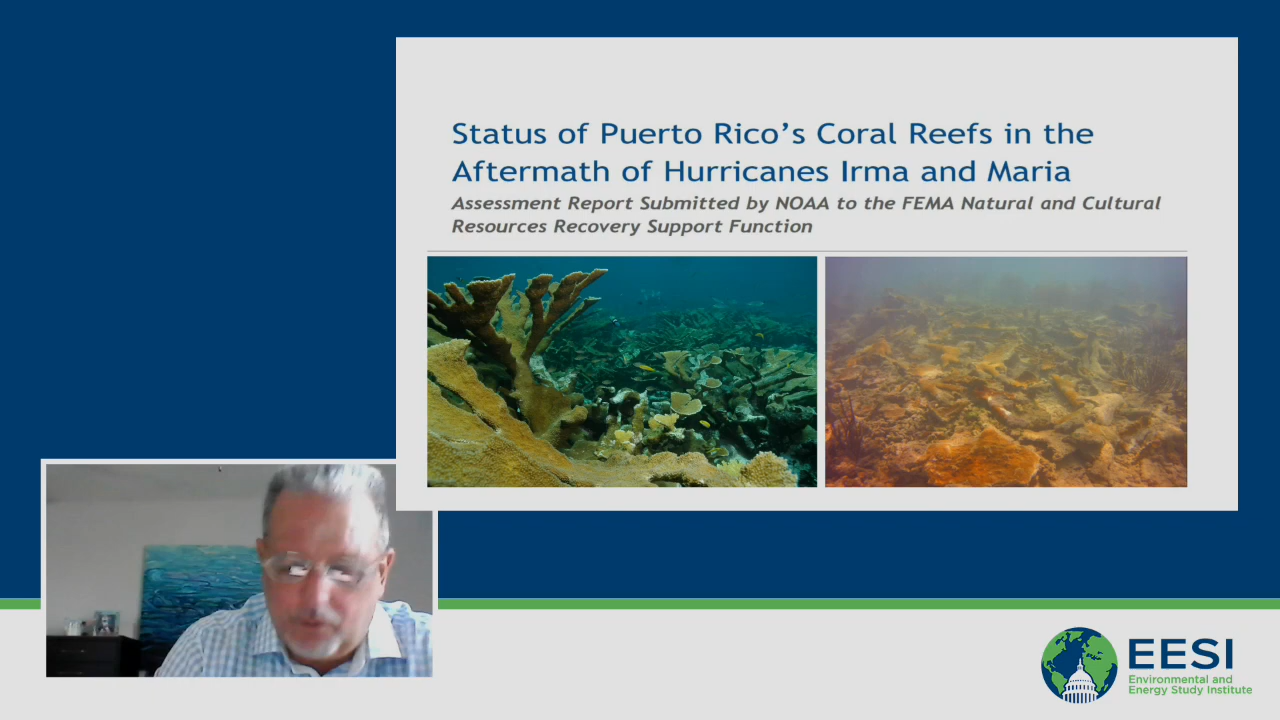 Status of Puerto Rico's Coral Reefs in the
Aftermath of Hurricanes Irma and Maria
Assessment Report Submitted by NOAA to the FEMA Natural and Cultural
Resources Recovery Support Function
EESI
Environmental and
Energy Study Institute